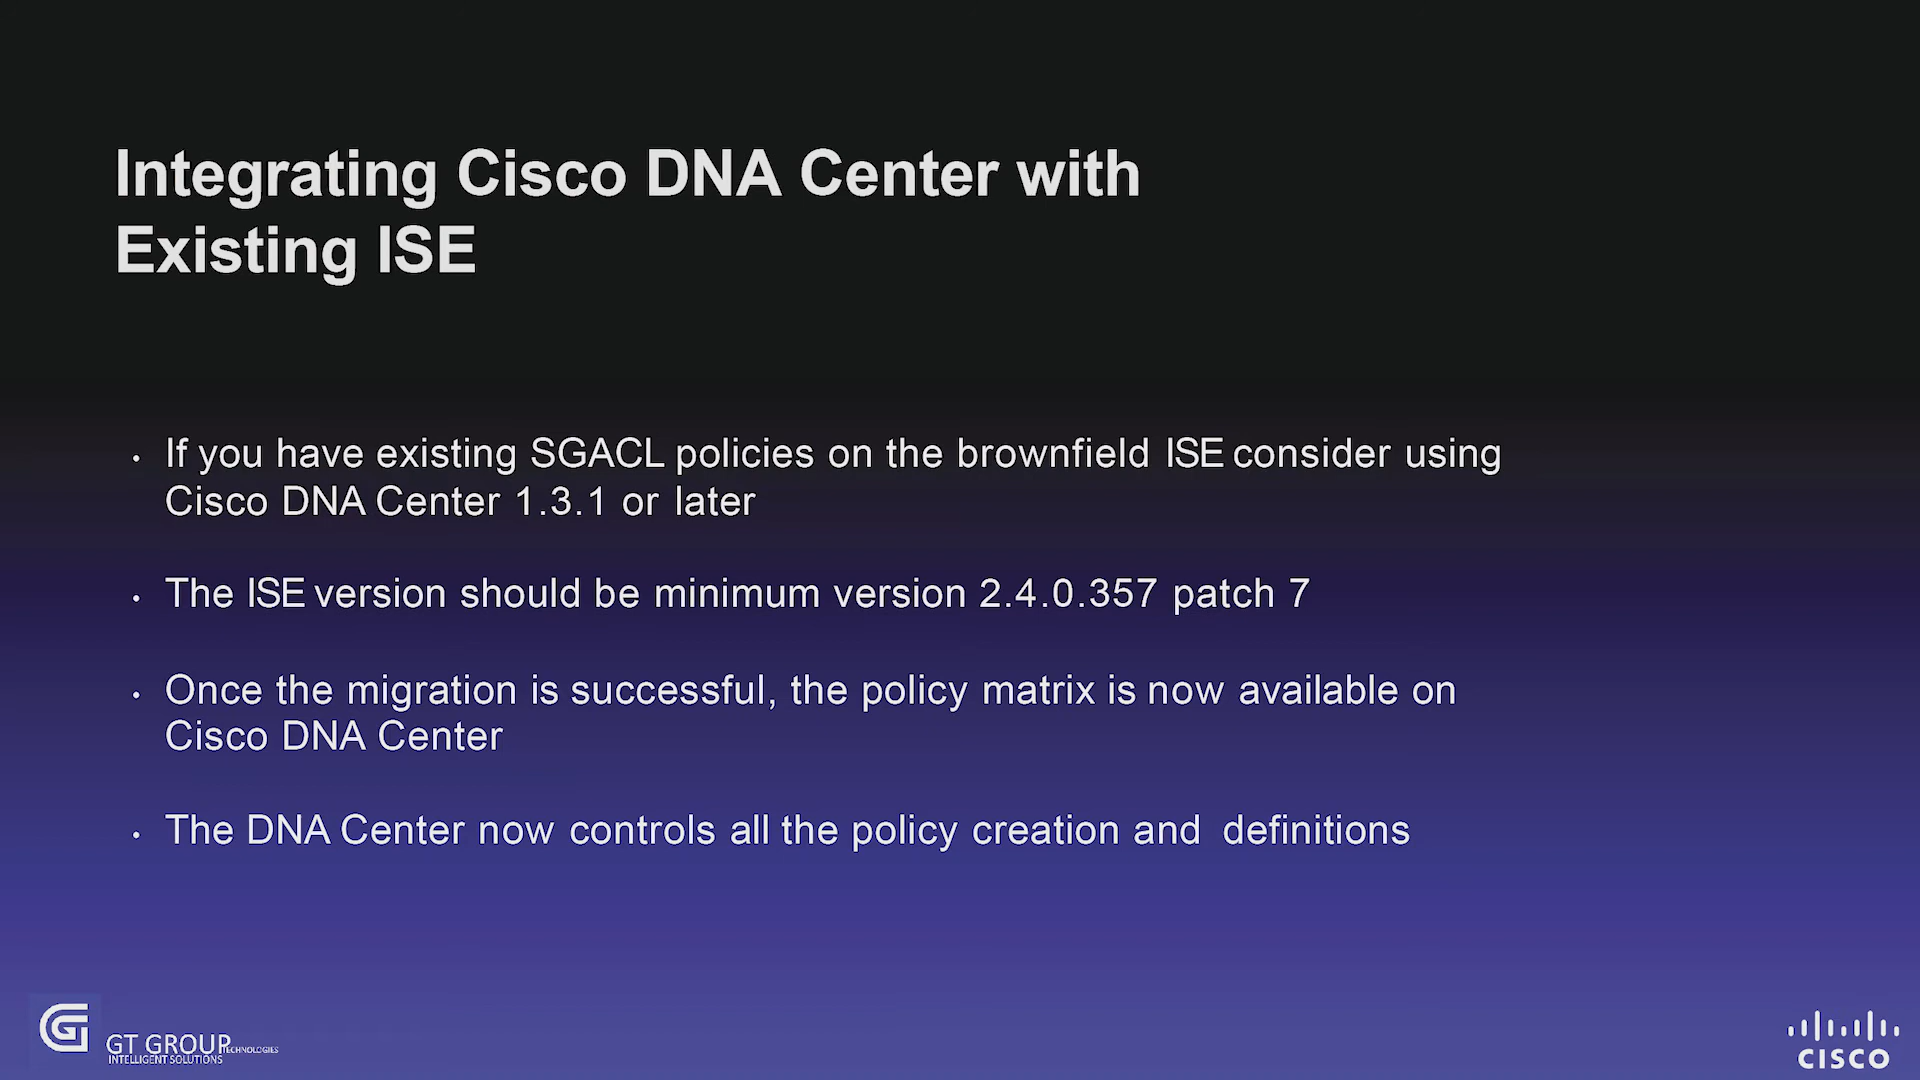 Integrating Cisco DNA Center with
Existing ISE
• If you have existing SGACL policies on the brownfield ISE consider using
Cisco DNA Center 1.3.1 or later
• The ISE version should be minimum version 2.4.0.357 patch 7
• Once the migration is successful, the policy matrix is now available on
Cisco DNA Center
• The DNA Center now controls all the policy creation and definitions
GT GROUP TECHNOLOGIES
INTELLIGENT SOLUTIONS
CISCO